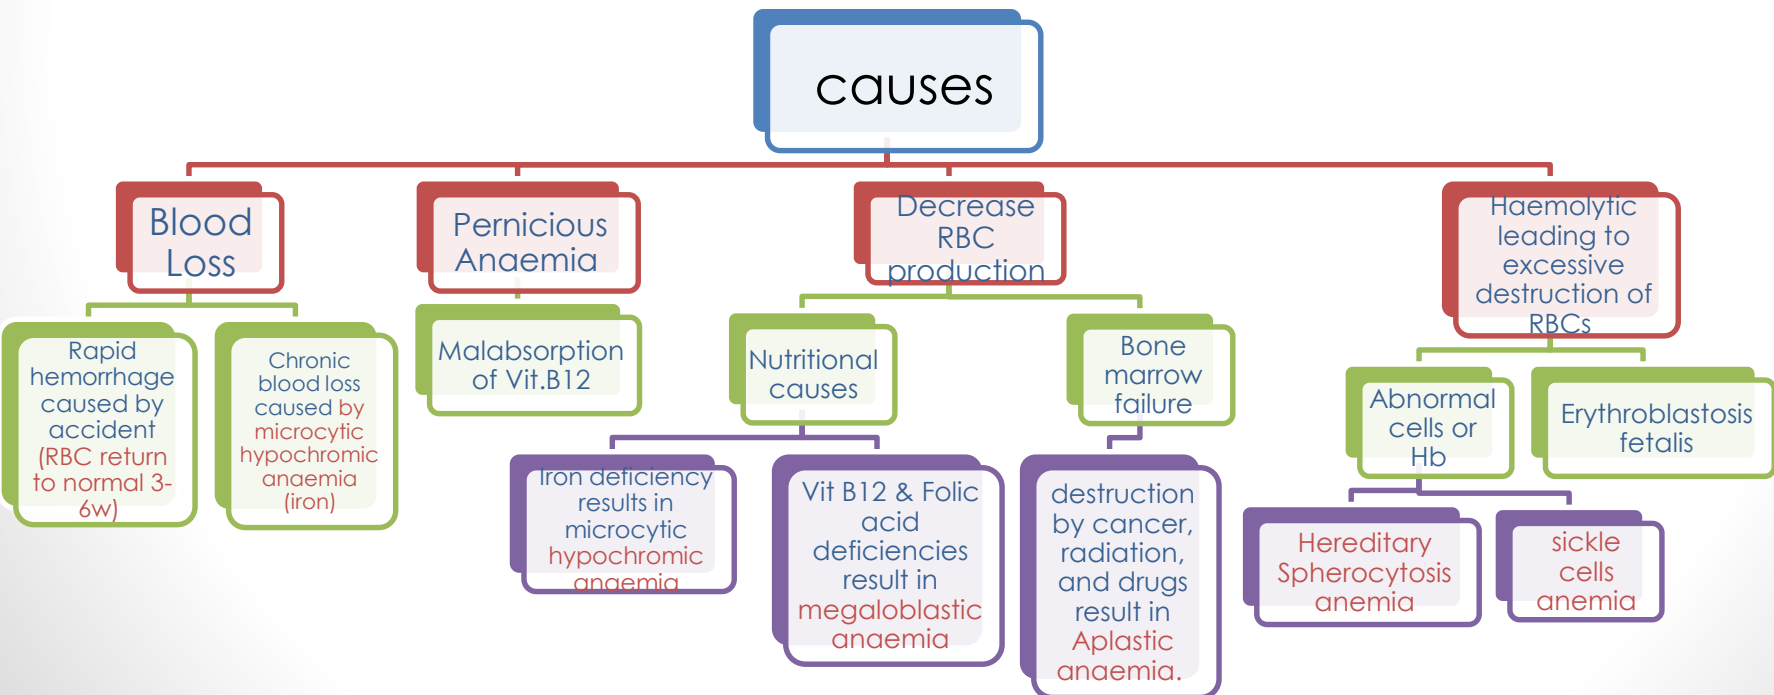 causes
Blood
Loss
Pernicious
Anaemia
Decrease
RBC
production
Haemolytic
leading to
excessive
destruction of
RBCs
Rapid
hemorrhage
caused by
accident
(RBC return
to normal 3-
6w)
Chronic
blood loss
caused by
microcytic
hypochromic
anaemia
(iron)
Malabsorption
of Vit.B12
Nutritional
causes
Bone
marrow
failure
Abnormal
cells or
Hb
Erythroblastosis
fetalis
Iron deficiency
results in
microcytic
hypochromic
anaemia
Vit B12 & Folic
acid
deficiencies
result in
megaloblastic
anaemia
destruction
by cancer,
radiation,
and drugs
result in
Aplastic
anaemia.
Hereditary
Spherocytosis
anemia
sickle
cells
anemia